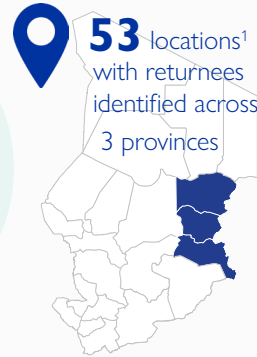 53 locations¹
with returnees
identified across
3 provinces